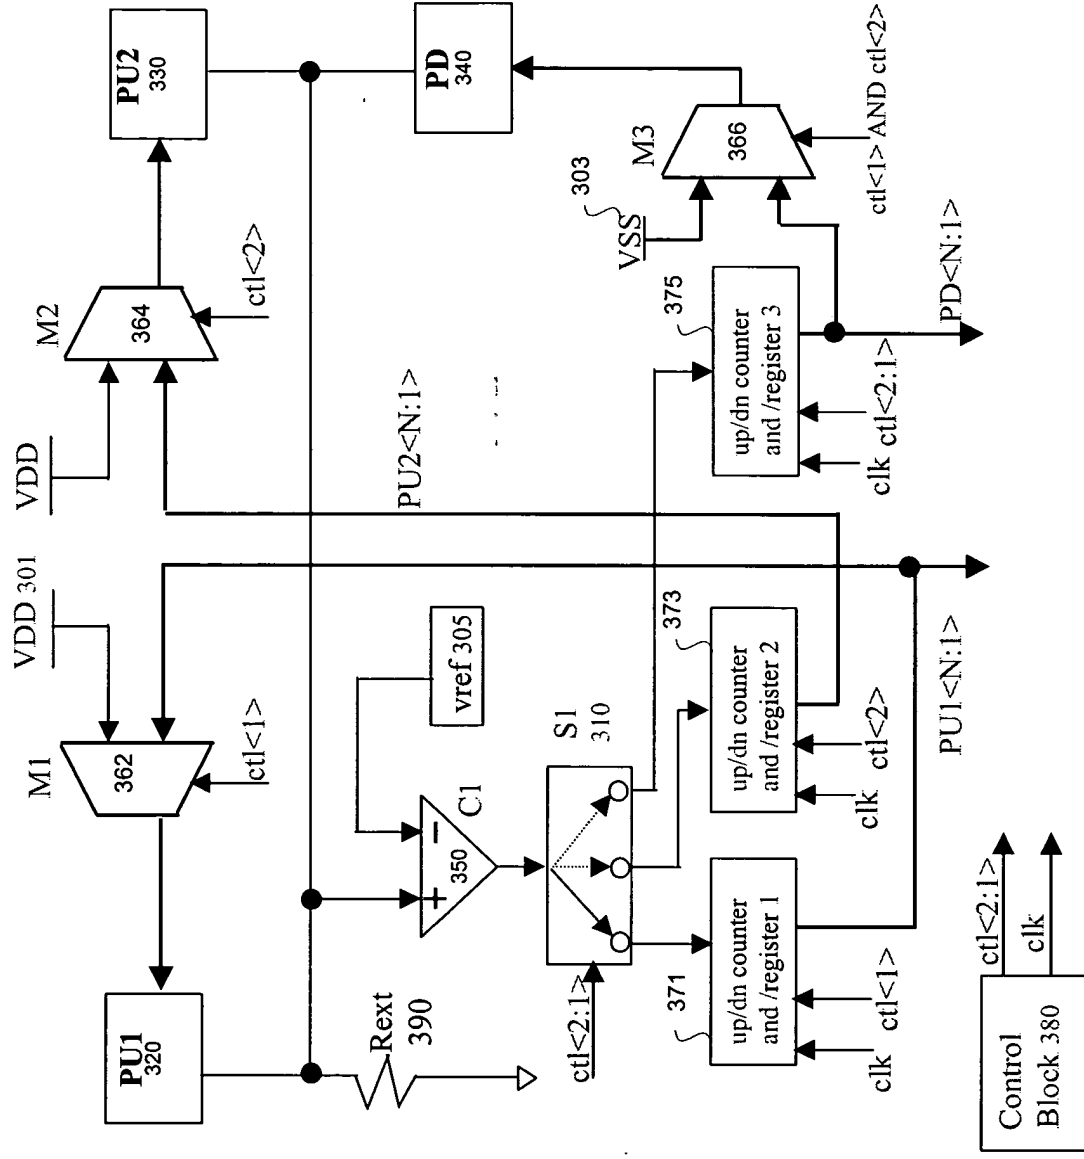 PU1
320
M1
362
VDD 301
ctl<1>
VDD
M2
364
ctl<2>
PU2
330
Rext
390
C1
350
+
−
vref 305
PU2<N:1>
PD
340
S1
310
ctl<2:1>
VSS
303
M3
366
ctl<1> AND ctl<2>
371
up/dn counter
and /register 1
clk
ctl<1>
373
up/dn counter
and /register 2
clk
ctl<2>
375
up/dn counter
and /register 3
clk
ctl<2:1>
PU1<N:1>
PD<N:1>
Control
Block 380
ctl<2:1>
clk